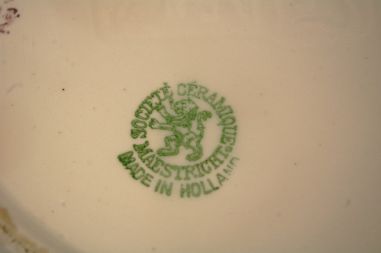 SOCIÉTÉ CÉRAMIQUE
MAESTRICHT
MADE IN HOLLAND